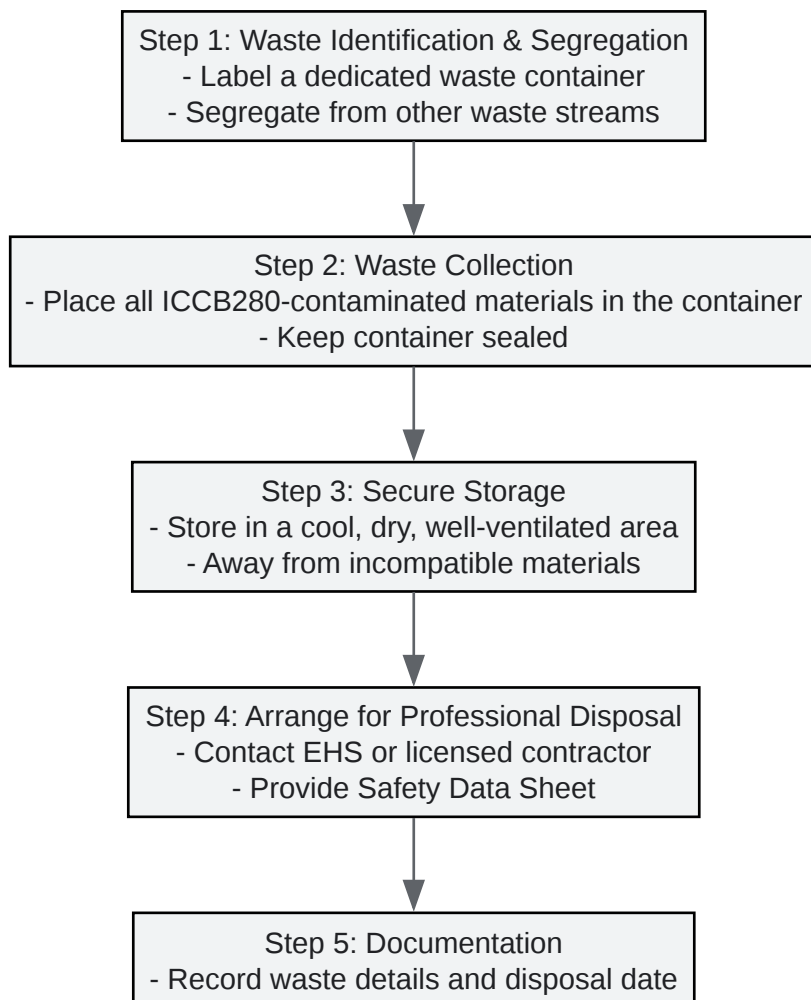 Step 1: Waste Identification & Segregation
- Label a dedicated waste container
- Segregate from other waste streams
Step 2: Waste Collection
- Place all ICCB280-contaminated materials in the container
- Keep container sealed
Step 3: Secure Storage
- Store in a cool, dry, well-ventilated area
- Away from incompatible materials
Step 4: Arrange for Professional Disposal
- Contact EHS or licensed contractor
- Provide Safety Data Sheet
Step 5: Documentation
- Record waste details and disposal date